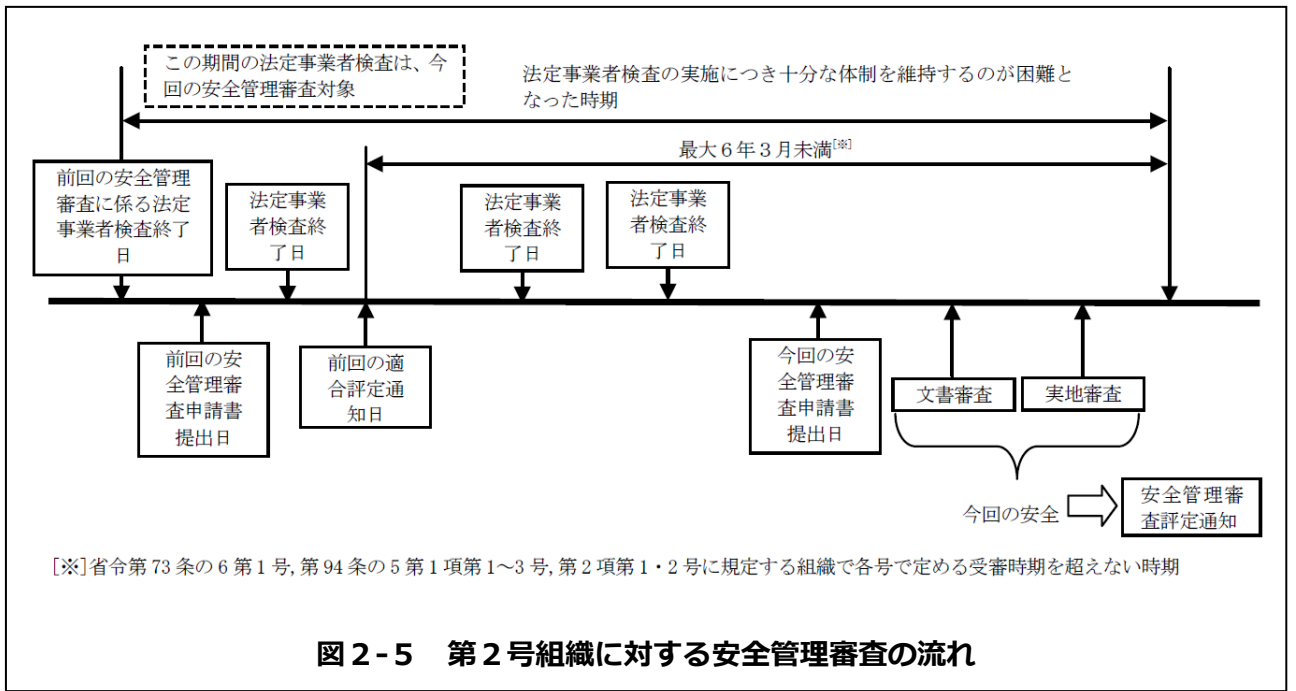 この期間の法定事業者検査は、今
回の安全管理審査対象
法定事業者検査の実施につき十分な体制を維持するのが困難と
なった時期
最大６年３月未満[※]
前回の安全管理
審査に係る法定
事業者検査終了
日
法定事業
者検査終
了日
法定事業
者検査終
了日
法定事業
者検査終
了日
前回の安
全管理審
査申請書
提出日
前回の適
合評定通
知日
今回の安
全管理審
査申請書
提出日
文書審査
実地審査
今回の安全
安全管理審
査評定通知
[※]省令第 73 条の 6 第 1 号, 第 94 条の 5 第 1 項第 1～3 号, 第 2 項第 1・2 号に規定する組織で各号で定める受審時期を超えない時期
図２-５　第２号組織に対する安全管理審査の流れ